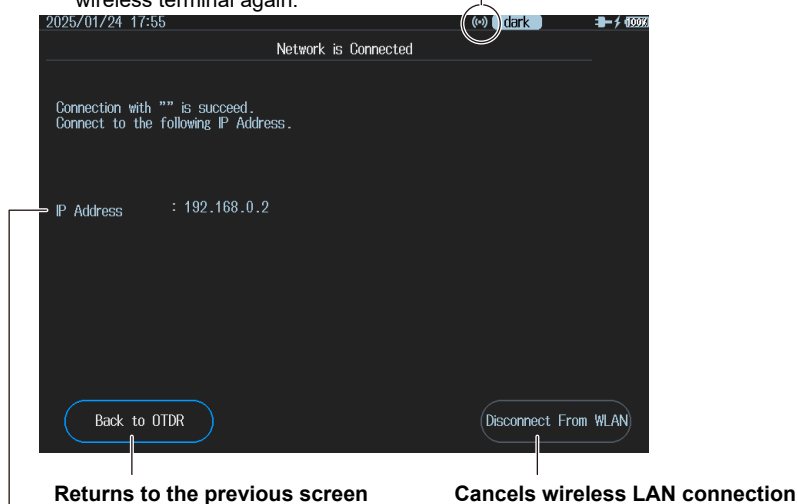 wireless terminal again.
2025/01/24 17:55 dark 100%
Network is Connected
Connection with "" is succeed.
Connect to the following IP Address.
IP Address : 192.168.0.2
Back to OTDR Disconnect From WLAN
Returns to the previous screen Cancels wireless LAN connection